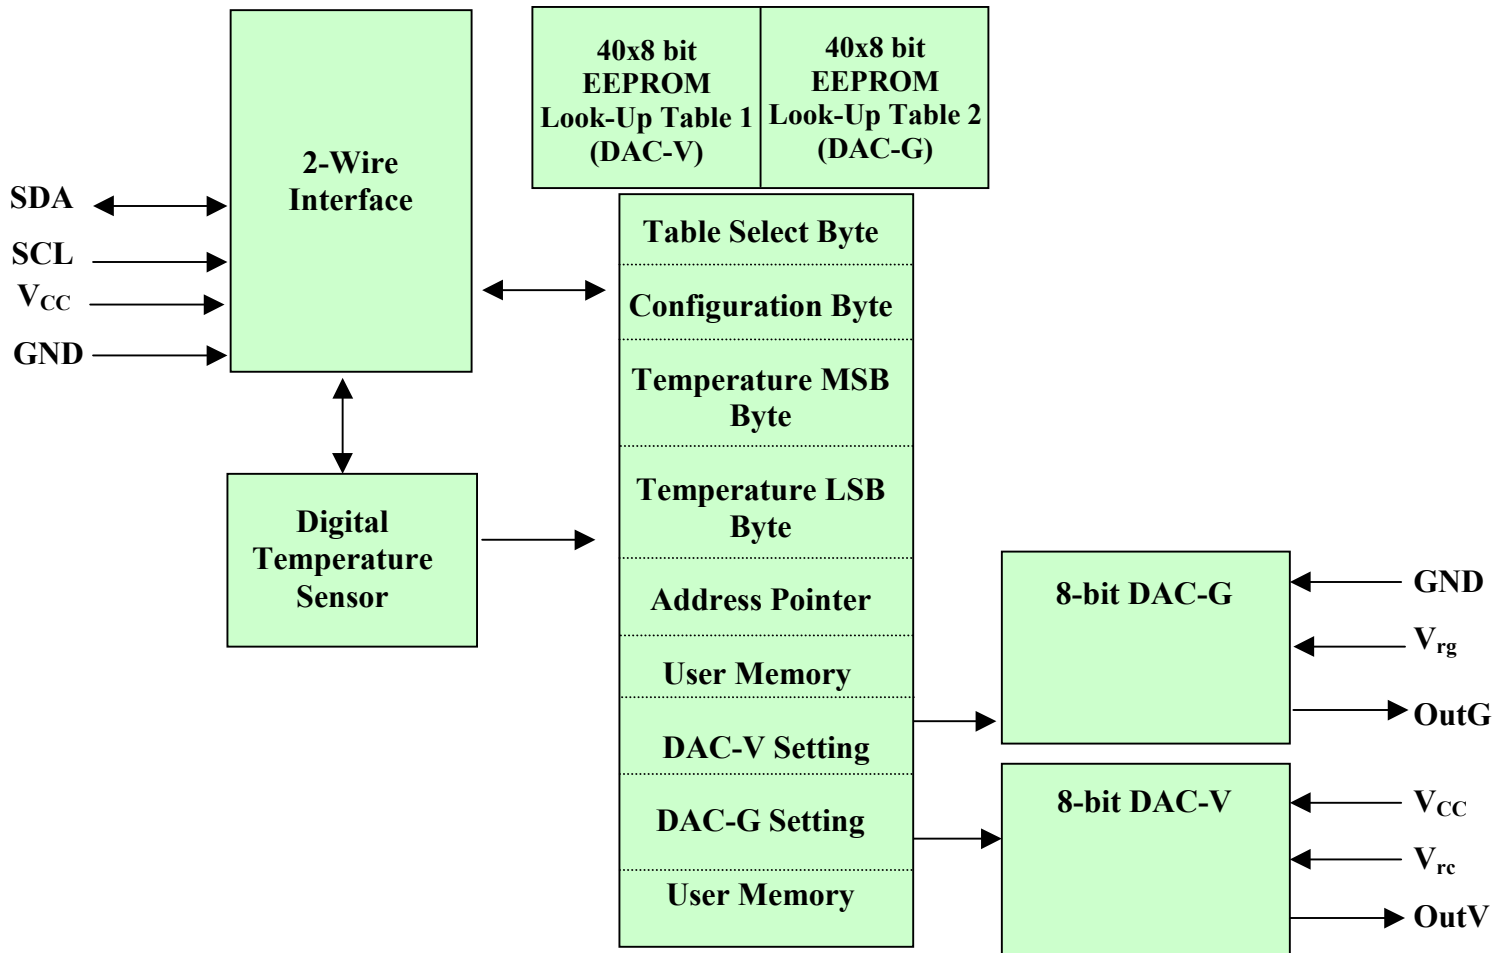 2-Wire
Interface
SDA
SCL
VCC
GND
40x8 bit
EEPROM
Look-Up Table 1
(DAC-V)
40x8 bit
EEPROM
Look-Up Table 2
(DAC-G)
Table Select Byte
Configuration Byte
Temperature MSB
Byte
Temperature LSB
Byte
Address Pointer
User Memory
DAC-V Setting
DAC-G Setting
User Memory
Digital
Temperature
Sensor
8-bit DAC-G
GND
Vrg
OutG
8-bit DAC-V
VCC
Vrc
OutV